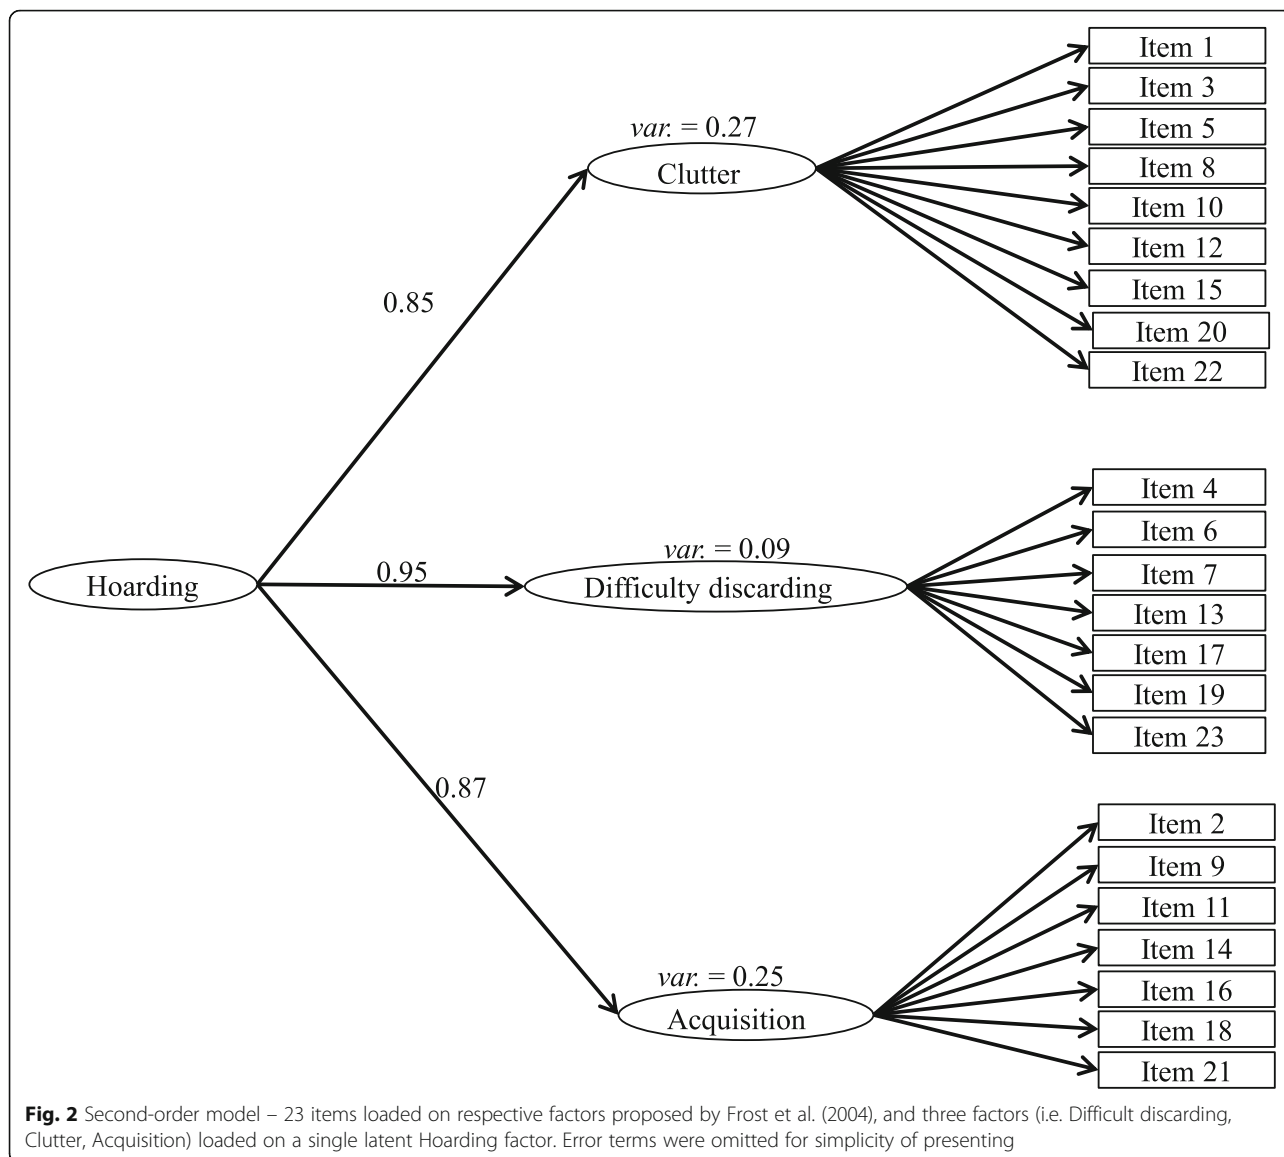 Item 1
Item 3
Item 5
Item 8
Item 10
Item 12
Item 15
Item 20
Item 22
var. = 0.27
Clutter
0.85
Item 4
Item 6
Item 7
Item 13
Item 17
Item 19
Item 23
var. = 0.09
Difficulty discarding
0.95
Hoarding
0.87
Item 2
Item 9
Item 11
Item 14
Item 16
Item 18
Item 21
var. = 0.25
Acquisition
Fig. 2 Second-order model – 23 items loaded on respective factors proposed by Frost et al. (2004), and three factors (i.e. Difficult discarding,
Clutter, Acquisition) loaded on a single latent Hoarding factor. Error terms were omitted for simplicity of presenting